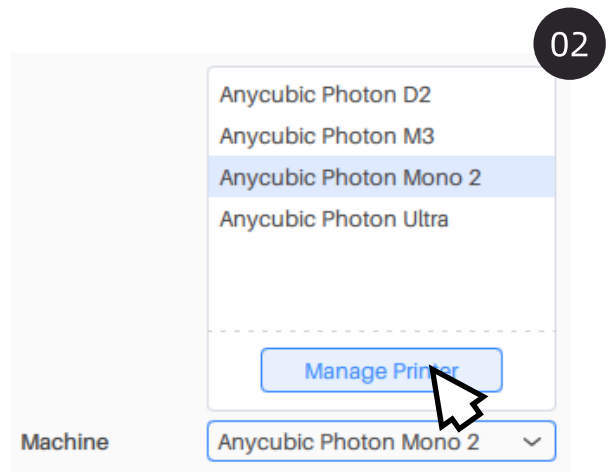 02
Anycubic Photon D2
Anycubic Photon M3
Anycubic Photon Mono 2
Anycubic Photon Ultra
Manage Printer
Machine Anycubic Photon Mono 2